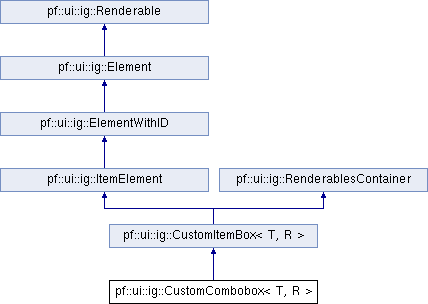 pf::ui::ig::Renderable
pf::ui::ig::Element
pf::ui::ig::ElementWithID
pf::ui::ig::ItemElement
pf::ui::ig::RenderablesContainer
pf::ui::ig::CustomItemBox< T, R >
pf::ui::ig::CustomCombobox< T, R >